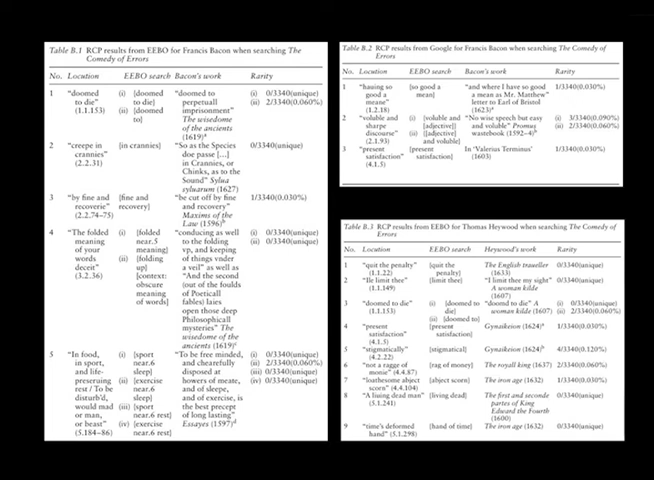 Table B.1 RCP results from EEBO for Francis Bacon when searching The
Comedy of Errors
No. Locution EEBO search Bacon's work Rarity
1 "doomed (i) [doomed "doomed to (i) 0/3340(unique)
to die" to die] perpetuall (ii) 2/3340(0.060%)
(1.1.153) (ii) [doomed imprisonment"
to] The wisedome
of the ancients
(1619)a
2 "creepe in [in crannies] "So as the Species 0/3340(unique)
crannies" doe passe [...]
(2.2.31) in Crannies, or
Chinks, as to the
Sound" Sylua
syluarum (1627)
3 "by fine and [fine and "be cut off by fine 1/3340(0.030%)
recoverie" recovery] and recovery"
(2.2.74–75) Maxims of the
Law (1596)b
4 "The folded (i) [folded "conducing as well (i) 0/3340(unique)
meaning near.5 to the folding (ii) 0/3340(unique)
of your meaning] vp, and keeping
words (ii) [folding of things vnder
deceit" up] a veil" as well as
(3.2.36) [context: "And the second
obscure (out of the foulds
meaning of Poeticall
of words] fables) laies
open those deep
Philosophicall
mysteries" The
wisedome of the
ancients (1619)c
5 "In food, (i) [sport "To be free minded, (i) 0/3340(unique)
in sport, near.6 and chearefully (ii) 2/3340(0.060%)
and life- sleep] disposed at (iii) 0/3340(unique)
preseruing (ii) [exercise howers of meate, (iv) 0/3340(unique)
rest / To be near.6 and of sleepe,
disturb'd, sleep] and of exercise, is
would mad (iii) [sport the best precept
or man, near.6 rest] of long lasting"
or beast" (iv) [exercise Essayes (1597)d
(5.1.84–86) near.6 rest]
Table B.2 RCP results from Google for Francis Bacon when searching The Comedy of
Errors
No. Locution EEBO search Bacon's work Rarity
1 "hauing so [so good a "and where I have so good 1/3340(0.030%)
good a mean] a mean as Mr. Matthew"
meane" letter to Earl of Bristol
(1.2.18) (1623)a
2 "voluble and (i) [voluble and "No wise speech but easy (i) 3/3340(0.090%)
sharpe [adjective]] and voluble" Promus (ii) 2/3340(0.060%)
discourse" (ii) [[adjective] wastebook (1592–4)b
(2.1.93) and voluble]
3 "present [present In 'Valerius Terminus' 1/3340(0.030%)
satisfaction" satisfaction] (1603)
(4.1.5)
Table B.3 RCP results from EEBO for Thomas Heywood when searching The Comedy of
Errors
No. Locution EEBO search Heywood's work Rarity
1 "quit the penalty" [quit the The English traueller 0/3340(unique)
(1.1.22) penalty] (1633)
2 "Ile limit thee" [limit thee] "I limit thee my sight" 0/3340(unique)
(1.1.149) A woman kilde
(1607)
3 "doomed to die" (i) [doomed to "doomd to die" A (i) 0/3340(unique)
(1.1.153) die] woman kilde (1607) (ii) 2/3340(0.060%)
(ii) [doomed to]
4 "present [present Gynaikeion (1624)a 1/3340(0.030%)
satisfaction" satisfaction]
(4.1.5)
5 "stigmatically" [stigmatical] Gynaikeion (1624)b 4/3340(0.120%)
(4.2.22)
6 "not a ragge of [rag of money] The royall king (1637) 2/3340(0.060%)
monie" (4.4.87)
7 "loathesome abject [abject scorn] The iron age (1632) 1/3340(0.030%)
scorn" (4.4.104)
8 "A liuing dead man" [living dead] The first and seconde 0/3340(unique)
(5.1.241) partes of King
Edward the Fourth
(1600)
9 "time's deformed [hand of time] The iron age (1632) 0/3340(unique)
hand" (5.1.298)